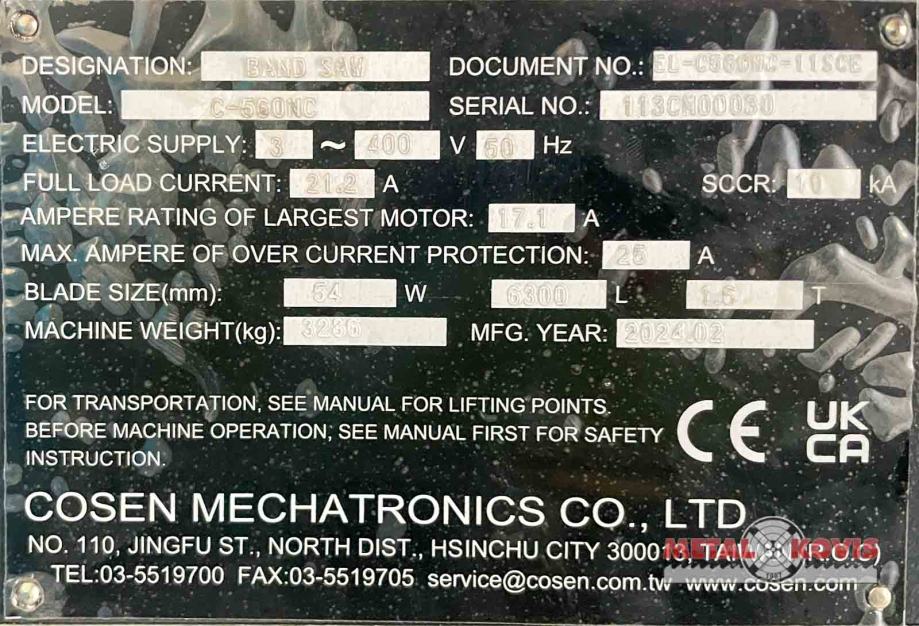 DESIGNATION: BAND SAW DOCUMENT NO.: EL-C560NC-11SCE
MODEL: C-560NC SERIAL NO.: 113CM00030
ELECTRIC SUPPLY: 3 ~ 400 V 50 Hz
FULL LOAD CURRENT: 21.2 A SCCR: 10 kA
AMPERE RATING OF LARGEST MOTOR: 17.1 A
MAX. AMPERE OF OVER CURRENT PROTECTION: 25 A
BLADE SIZE(mm): 54 W 6300 L 1.6 T
MACHINE WEIGHT(kg): 3286 MFG. YEAR: 2024.02
FOR TRANSPORTATION, SEE MANUAL FOR LIFTING POINTS.
BEFORE MACHINE OPERATION, SEE MANUAL FIRST FOR SAFETY
INSTRUCTION.
CE UK
CA
COSEN MECHATRONICS CO., LTD
NO. 110, JINGFU ST., NORTH DIST., HSINCHU CITY 300018, TAIWAN R.O.C
METAL KOVIS
TEL:03-5519700 FAX:03-5519705 service@cosen.com.tw www.cosen.com